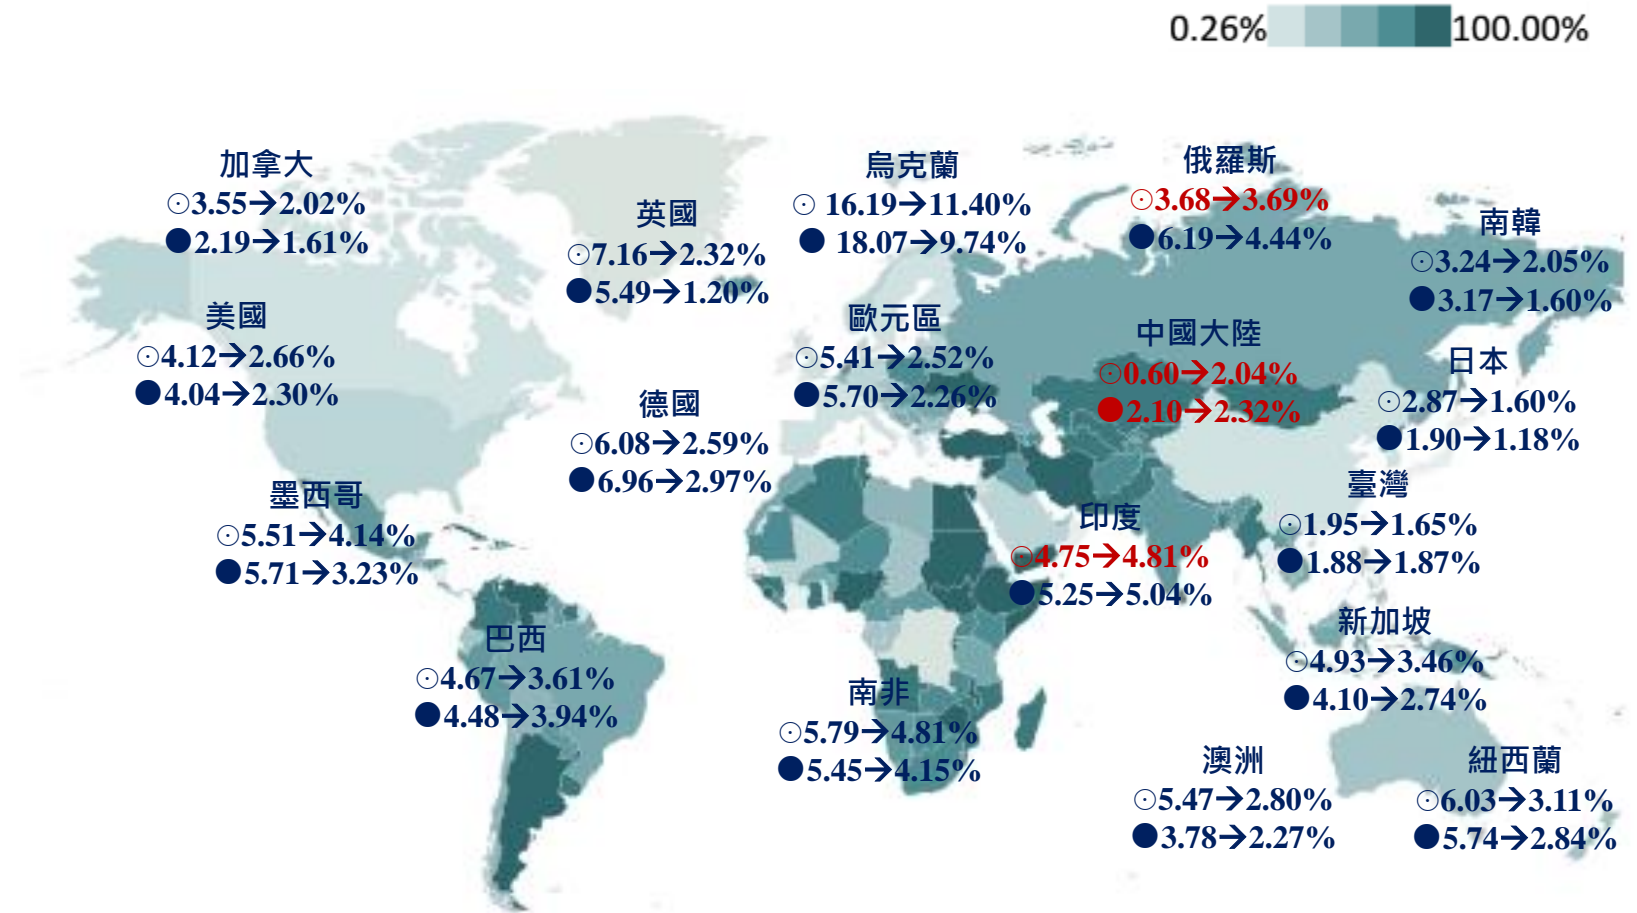 0.26% 100.00%
加拿大
⊙3.55→2.02%
●2.19→1.61%
英國
⊙7.16→2.32%
●5.49→1.20%
烏克蘭
⊙ 16.19→11.40%
● 18.07→9.74%
俄羅斯
⊙3.68→3.69%
●6.19→4.44%
南韓
⊙3.24→2.05%
●3.17→1.60%
美國
⊙4.12→2.66%
●4.04→2.30%
歐元區
⊙5.41→2.52%
●5.70→2.26%
中國大陸
⊙0.60→2.04%
●2.10→2.32%
日本
⊙2.87→1.60%
●1.90→1.18%
德國
⊙6.08→2.59%
●6.96→2.97%
墨西哥
⊙5.51→4.14%
●5.71→3.23%
印度
⊙4.75→4.81%
●5.25→5.04%
臺灣
⊙1.95→1.65%
●1.88→1.87%
巴西
⊙4.67→3.61%
●4.48→3.94%
南非
⊙5.79→4.81%
●5.45→4.15%
新加坡
⊙4.93→3.46%
●4.10→2.74%
澳洲
⊙5.47→2.80%
●3.78→2.27%
紐西蘭
⊙6.03→3.11%
●5.74→2.84%